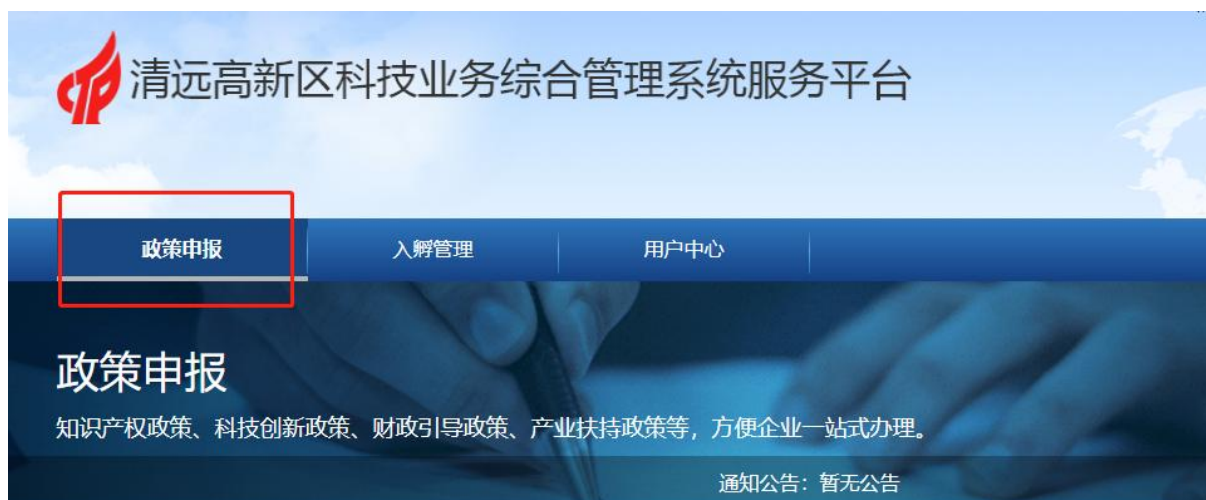 清远高新区科技业务综合管理系统服务平台
政策申报 入孵管理 用户中心
政策申报
知识产权政策、科技创新政策、财政引导政策、产业扶持政策等，方便企业一站式办理。
通知公告：暂无公告